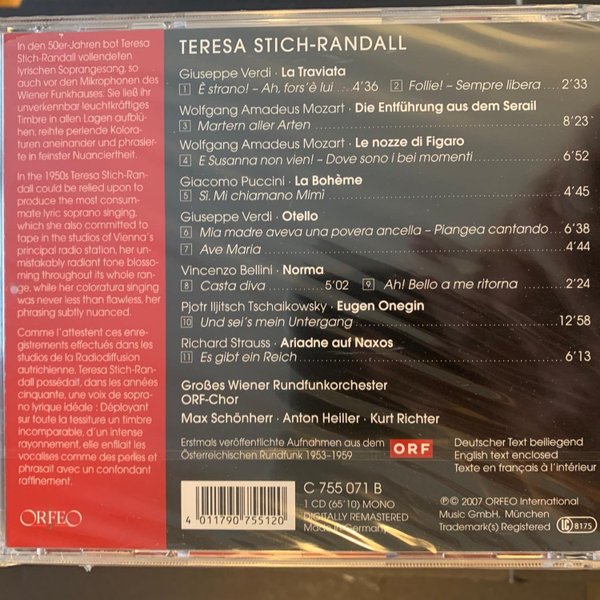 In den 50er-Jahren bot Teresa
Stich-Randall vollendeten
lyrischen Soprangesang, so
auch vor den Mikrophonen des
Wiener Funkhauses: Sie ließ ihr
unverkennbar leuchtkräftiges
Timbre in allen Lagen aufblü-
hen, reihte perlende Kolora-
turen aneinander und phrasier-
te in feinster Nuanciertheit.
In the 1950s Teresa Stich-Ran-
dall could be relied upon to
produce the most consum-
mate lyric soprano singing,
which she also committed to
tape in the studios of Vienna's
principal radio station, her un-
mistakably radiant tone blosso-
ming throughout its whole ran-
ge, while her coloratura singing
was never less than flawless, her
phrasing subtly nuanced.
Comme l'attestent ces enre-
gistrements effectués dans les
studios de la Radiodiffusion
autrichienne, Teresa Stich-Ran-
dall possédait, dans les années
cinquante, une voix de sopra-
no lyrique idéale : Déployant
sur toute la tessiture un timbre
incomparable, d'un intense
rayonnement, elle enfilait les
vocalises comme des perles et
phrasait avec un confondant
raffinement.
ORFEO
TERESA STICH-RANDALL
Giuseppe Verdi · La Traviata
1 È strano! – Ah, fors'è lui ..... 4'36 2 Follie! – Sempre libera ..... 2'33
Wolfgang Amadeus Mozart · Die Entführung aus dem Serail
3 Martern aller Arten ..... 8'23
Wolfgang Amadeus Mozart · Le nozze di Figaro
4 E Susanna non vien! – Dove sono i bei momenti ..... 6'52
Giacomo Puccini · La Bohème
5 Sì. Mi chiamano Mimì ..... 4'45
Giuseppe Verdi · Otello
6 Mia madre aveva una povera ancella – Piangea cantando ..... 6'38
7 Ave Maria ..... 4'44
Vincenzo Bellini · Norma
8 Casta diva ..... 5'02 9 Ah! Bello a me ritorna ..... 2'24
Pjotr Iljitsch Tschaikowsky · Eugen Onegin
10 Und sei's mein Untergang ..... 12'58
Richard Strauss · Ariadne auf Naxos
11 Es gibt ein Reich ..... 6'13
Großes Wiener Rundfunkorchester
ORF-Chor
Max Schönherr · Anton Heiller · Kurt Richter
Erstmals veröffentlichte Aufnahmen aus dem
Österreichischen Rundfunk 1953-1959
ORF
Deutscher Text beiliegend
English text enclosed
Texte en français à l'intérieur
4 011790 755120
C 755 071 B
1 CD (65'10) MONO
DIGITALLY REMASTERED
Made in Germany
℗ © 2007 ORFEO International
Music GmbH, München
Trademark(s) Registered
LC 8175